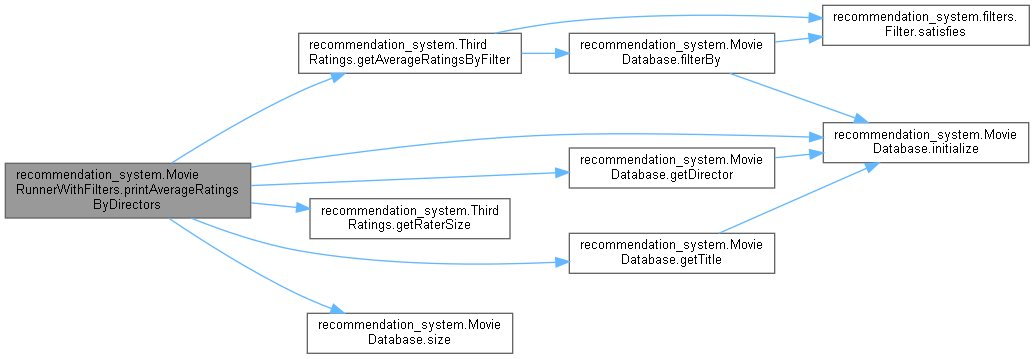 recommendation_system.Movie
RunnerWithFilters.printAverageRatings
ByDirectors
recommendation_system.Third
Ratings.getAverageRatingsByFilter
recommendation_system.filters.
Filter.satisfies
recommendation_system.Movie
Database.filterBy
recommendation_system.Movie
Database.initialize
recommendation_system.Movie
Database.getDirector
recommendation_system.Third
Ratings.getRaterSize
recommendation_system.Movie
Database.getTitle
recommendation_system.Movie
Database.size